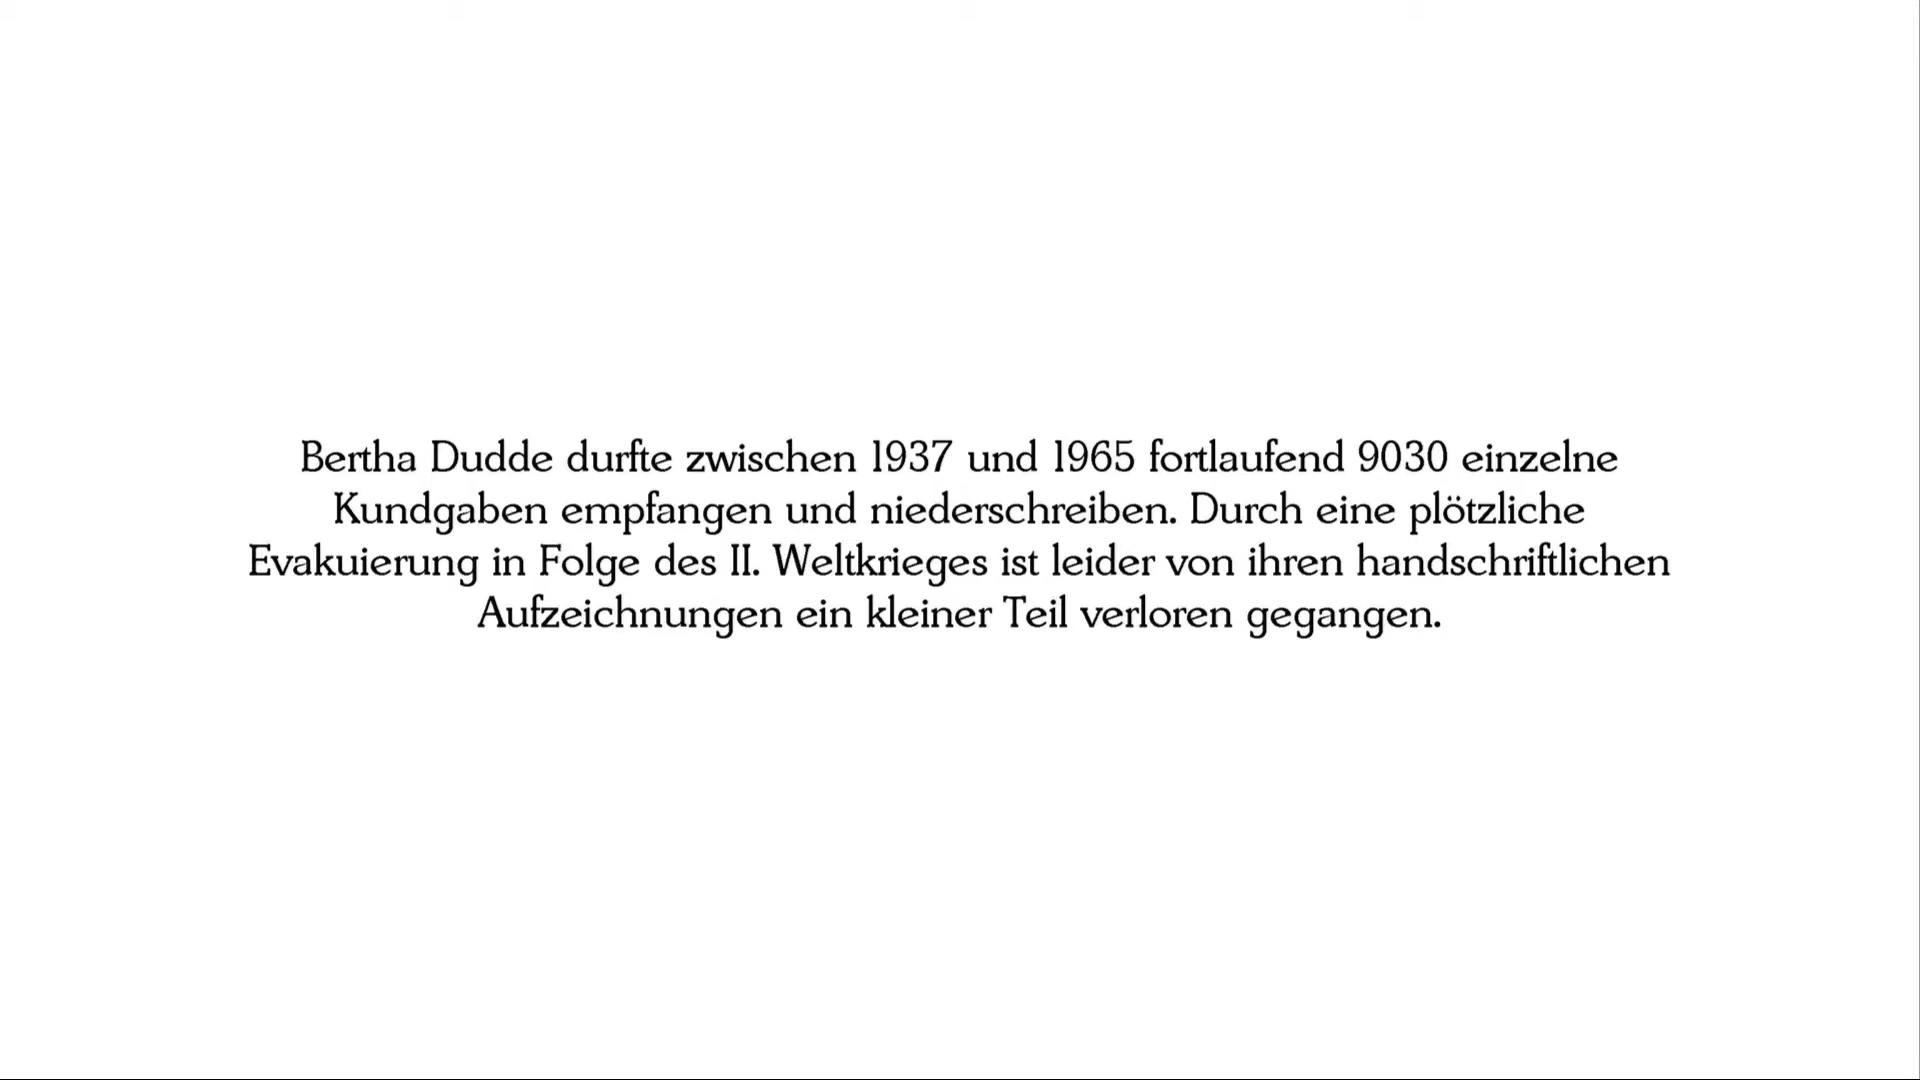 Bertha Dudde durfte zwischen 1937 und 1965 fortlaufend 9030 einzelne
Kundgaben empfangen und niederschreiben. Durch eine plötzliche
Evakuierung in Folge des II. Weltkrieges ist leider von ihren handschriftlichen
Aufzeichnungen ein kleiner Teil verloren gegangen.